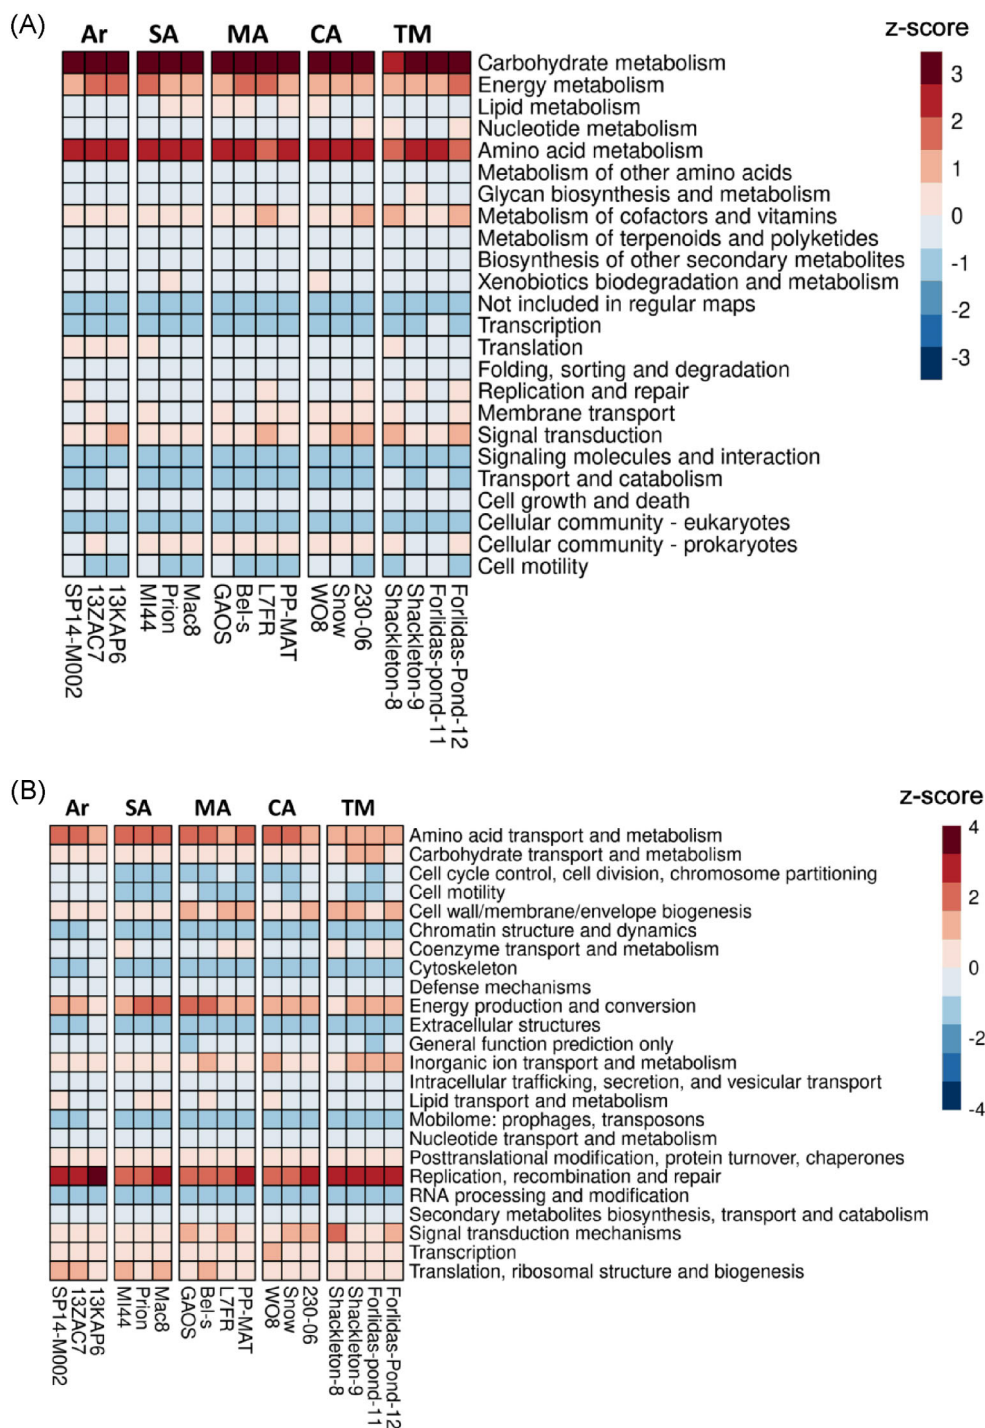 (A)
Ar SA MA CA TM
z-score
Carbohydrate metabolism
Energy metabolism
Lipid metabolism
Nucleotide metabolism
Amino acid metabolism
Metabolism of other amino acids
Glycan biosynthesis and metabolism
Metabolism of cofactors and vitamins
Metabolism of terpenoids and polyketides
Biosynthesis of other secondary metabolites
Xenobiotics biodegradation and metabolism
Not included in regular maps
Transcription
Translation
Folding, sorting and degradation
Replication and repair
Membrane transport
Signal transduction
Signaling molecules and interaction
Transport and catabolism
Cell growth and death
Cellular community - eukaryotes
Cellular community - prokaryotes
Cell motility
3
2
1
0
-1
-2
-3
SP14-M002
13ZAC7
13KAP6
MI44
Prion
Mac8
GAOS
Bel-s
L7FR
PP-MAT
WO8
Snow
230-06
Shackleton-8
Shackleton-9
Forlidas-pond-11
Forlidas-Pond-12
(B)
Ar SA MA CA TM
z-score
Amino acid transport and metabolism
Carbohydrate transport and metabolism
Cell cycle control, cell division, chromosome partitioning
Cell motility
Cell wall/membrane/envelope biogenesis
Chromatin structure and dynamics
Coenzyme transport and metabolism
Cytoskeleton
Defense mechanisms
Energy production and conversion
Extracellular structures
General function prediction only
Inorganic ion transport and metabolism
Intracellular trafficking, secretion, and vesicular transport
Lipid transport and metabolism
Mobilome: prophages, transposons
Nucleotide transport and metabolism
Posttranslational modification, protein turnover, chaperones
Replication, recombination and repair
RNA processing and modification
Secondary metabolites biosynthesis, transport and catabolism
Signal transduction mechanisms
Transcription
Translation, ribosomal structure and biogenesis
4
2
0
-2
-4
SP14-M002
13ZAC7
13KAP6
MI44
Prion
Mac8
GAOS
Bel-s
L7FR
PP-MAT
WO8
Snow
230-06
Shackleton-8
Shackleton-9
Forlidas-pond-11
Forlidas-Pond-12